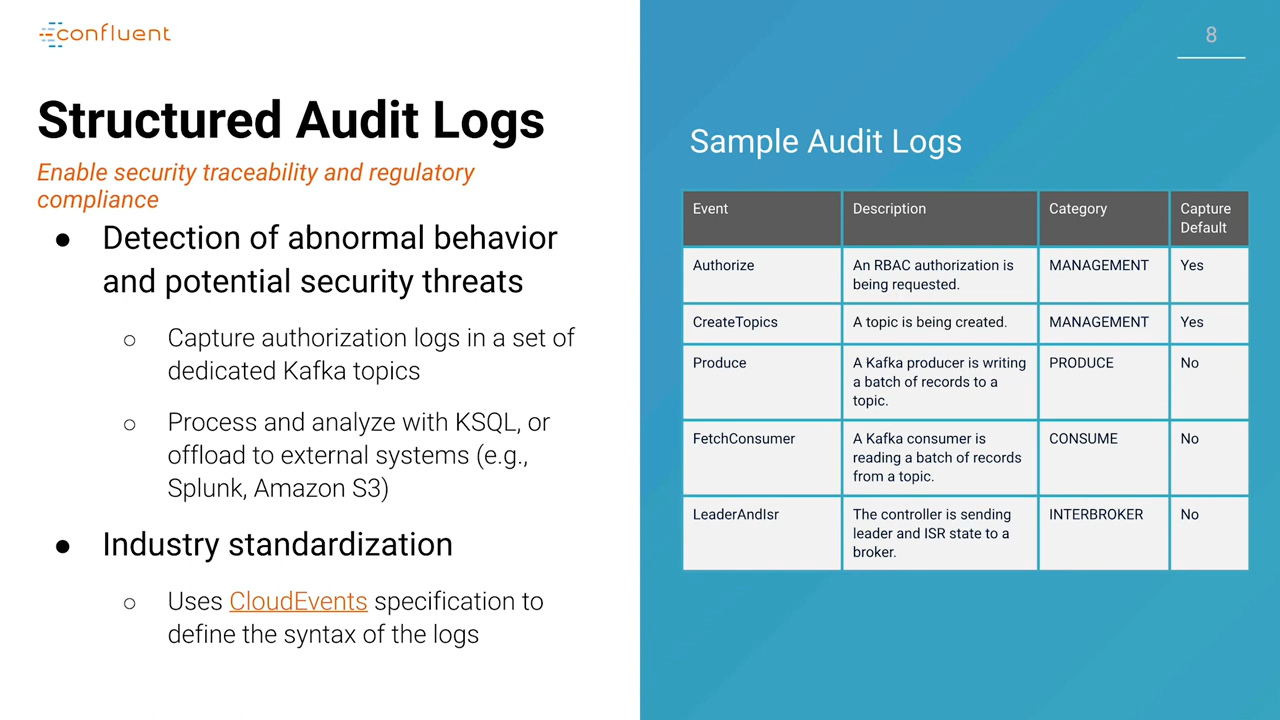 confluent
8
Structured Audit Logs
Enable security traceability and regulatory
compliance
● Detection of abnormal behavior
and potential security threats
○ Capture authorization logs in a set of
dedicated Kafka topics
○ Process and analyze with KSQL, or
offload to external systems (e.g.,
Splunk, Amazon S3)
● Industry standardization
○ Uses CloudEvents specification to
define the syntax of the logs
Sample Audit Logs
Event
Description
Category
Capture
Default
Authorize
An RBAC authorization is
being requested.
MANAGEMENT
Yes
CreateTopics
A topic is being created.
MANAGEMENT
Yes
Produce
A Kafka producer is writing
a batch of records to a
topic.
PRODUCE
No
FetchConsumer
A Kafka consumer is
reading a batch of records
from a topic.
CONSUME
No
LeaderAndIsr
The controller is sending
leader and ISR state to a
broker.
INTERBROKER
No